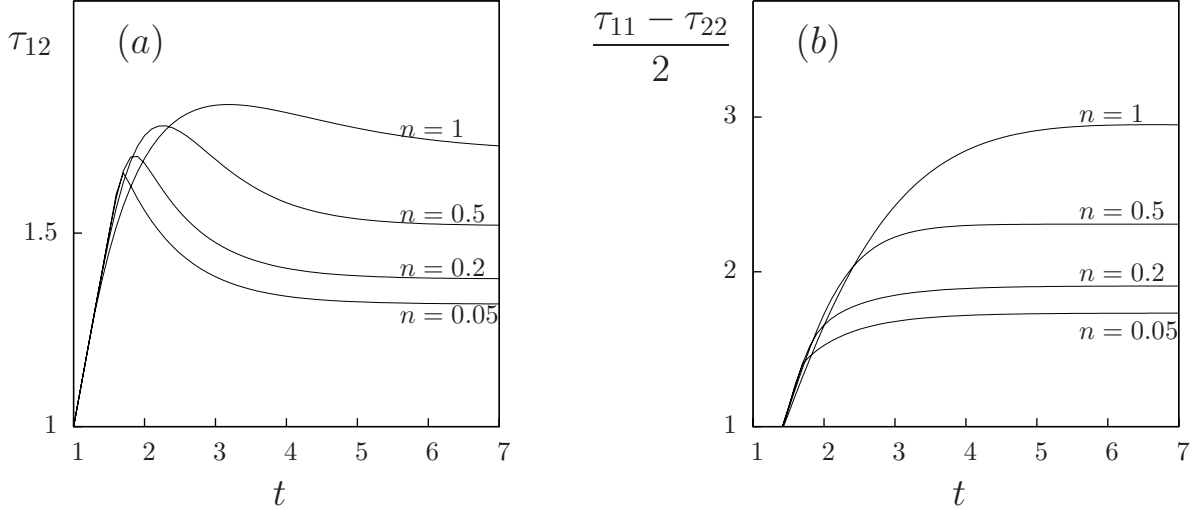 τ₁₂
(a)
n = 1
n = 0.5
n = 0.2
n = 0.05
1.5
1
1 2 3 4 5 6 7
t
τ₁₁ − τ₂₂
2
(b)
3
n = 1
n = 0.5
2
n = 0.2
n = 0.05
1
1 2 3 4 5 6 7
t